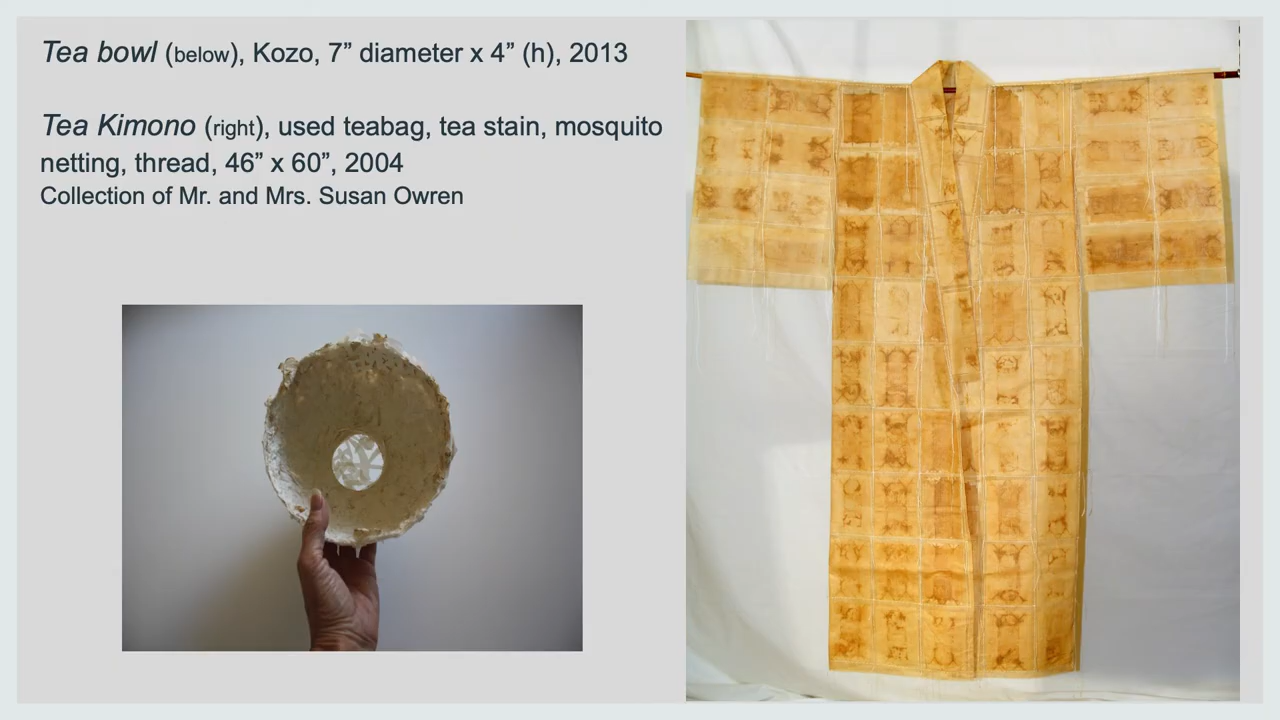 Tea bowl (below), Kozo, 7” diameter x 4” (h), 2013
Tea Kimono (right), used teabag, tea stain, mosquito
netting, thread, 46” x 60”, 2004
Collection of Mr. and Mrs. Susan Owren